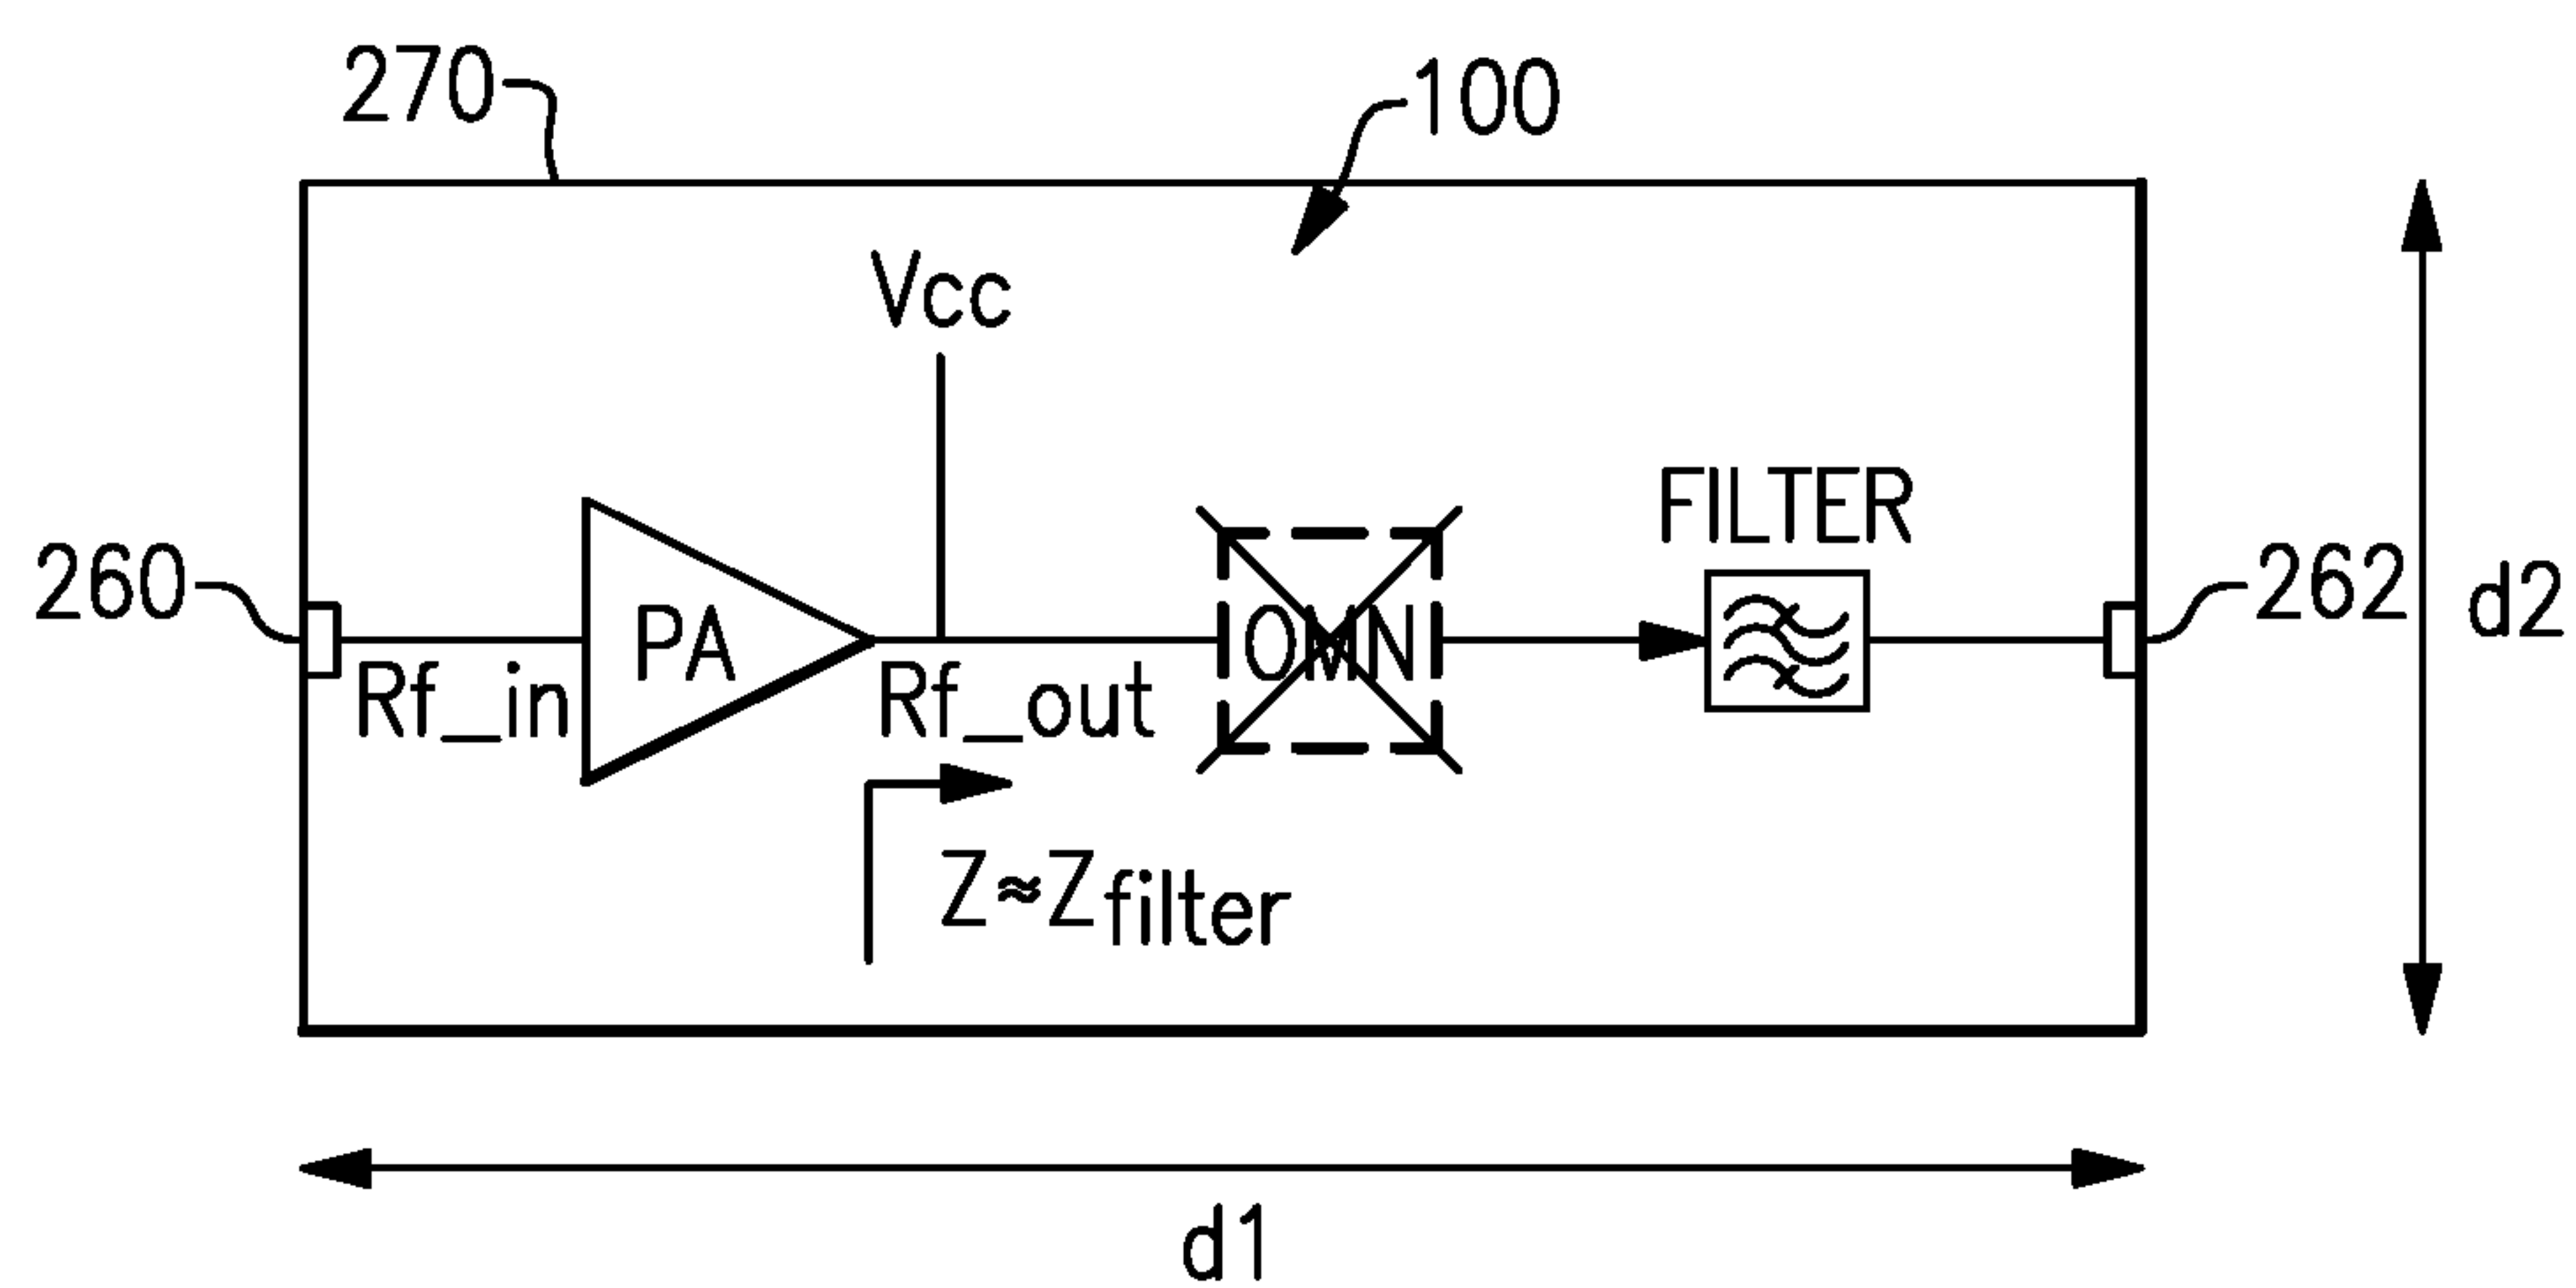 270
100
Vcc
FILTER
260
PA
OMN
262
d2
Rf_in
Rf_out
Z≈Zfilter
d1